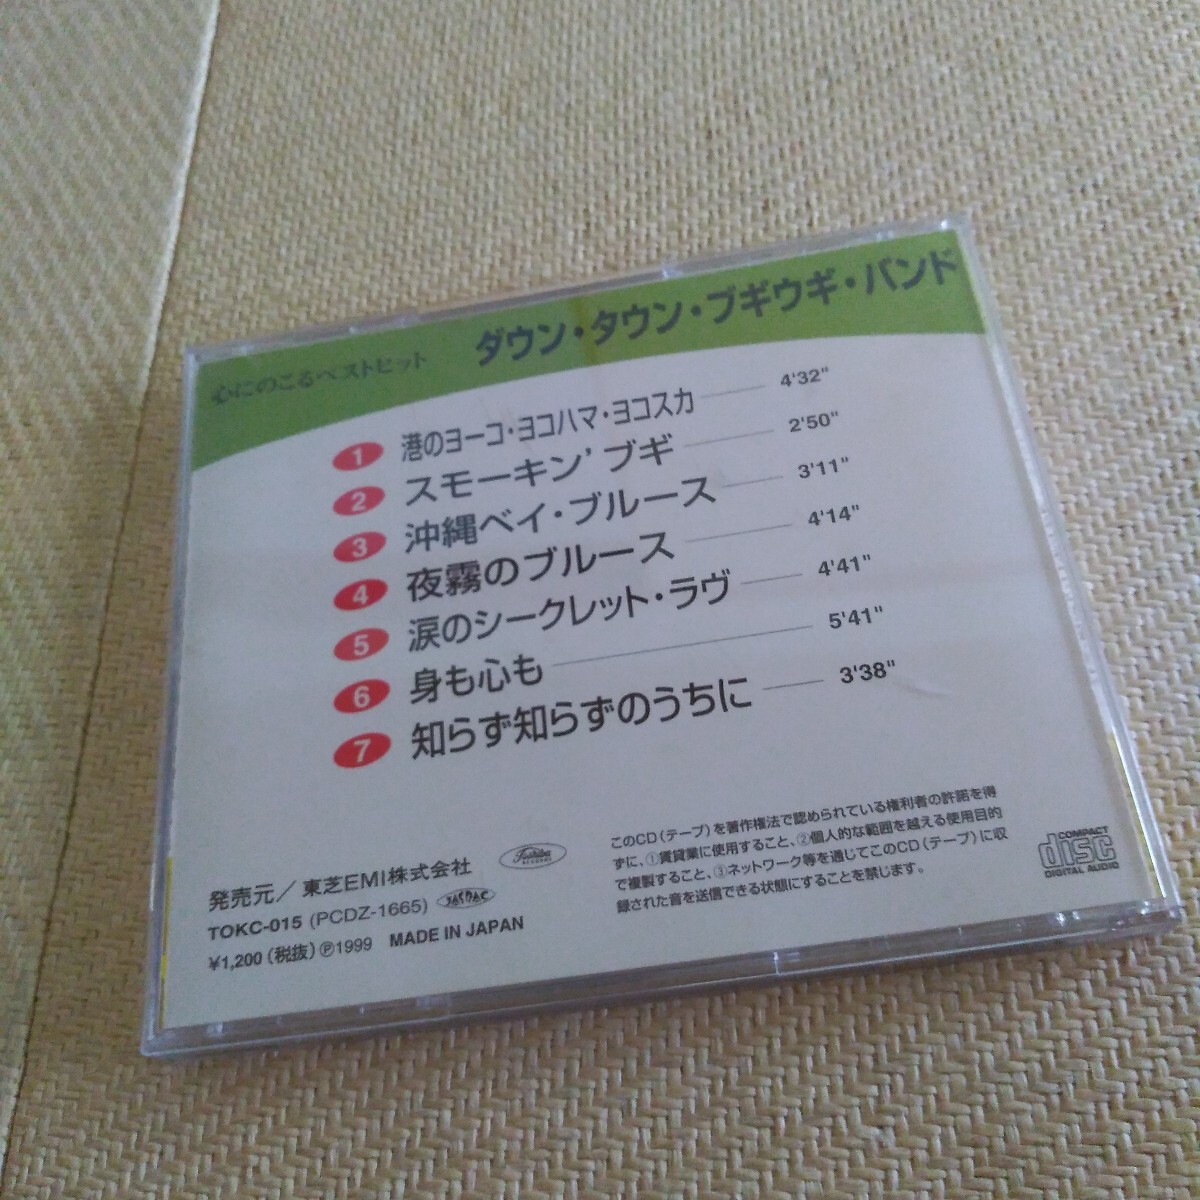 心にのこるベストヒット ダウン・タウン・ブギウギ・バンド
1 港のヨーコ・ヨコハマ・ヨコスカ 4'32"
2 スモーキン' ブギ 2'50"
3 沖縄ベイ・ブルース 3'11"
4 夜霧のブルース 4'14"
5 涙のシークレット・ラヴ 4'41"
6 身も心も 5'41"
7 知らず知らずのうちに 3'38"
このCD(テープ)を著作権法で認められている権利者の許諾を得
ずに、①賃貸業に使用すること、②個人的な範囲を越える使用目的
で複製すること、③ネットワーク等を通じてこのCD(テープ)に収
録された音を送信できる状態にすることを禁じます。
COMPACT
disc
DIGITAL AUDIO
発売元/東芝EMI株式会社
Toshiba
RECORDS
TOKC-015 (PCDZ-1665) JASRAC
¥1,200(税抜)Ⓟ1999 MADE IN JAPAN